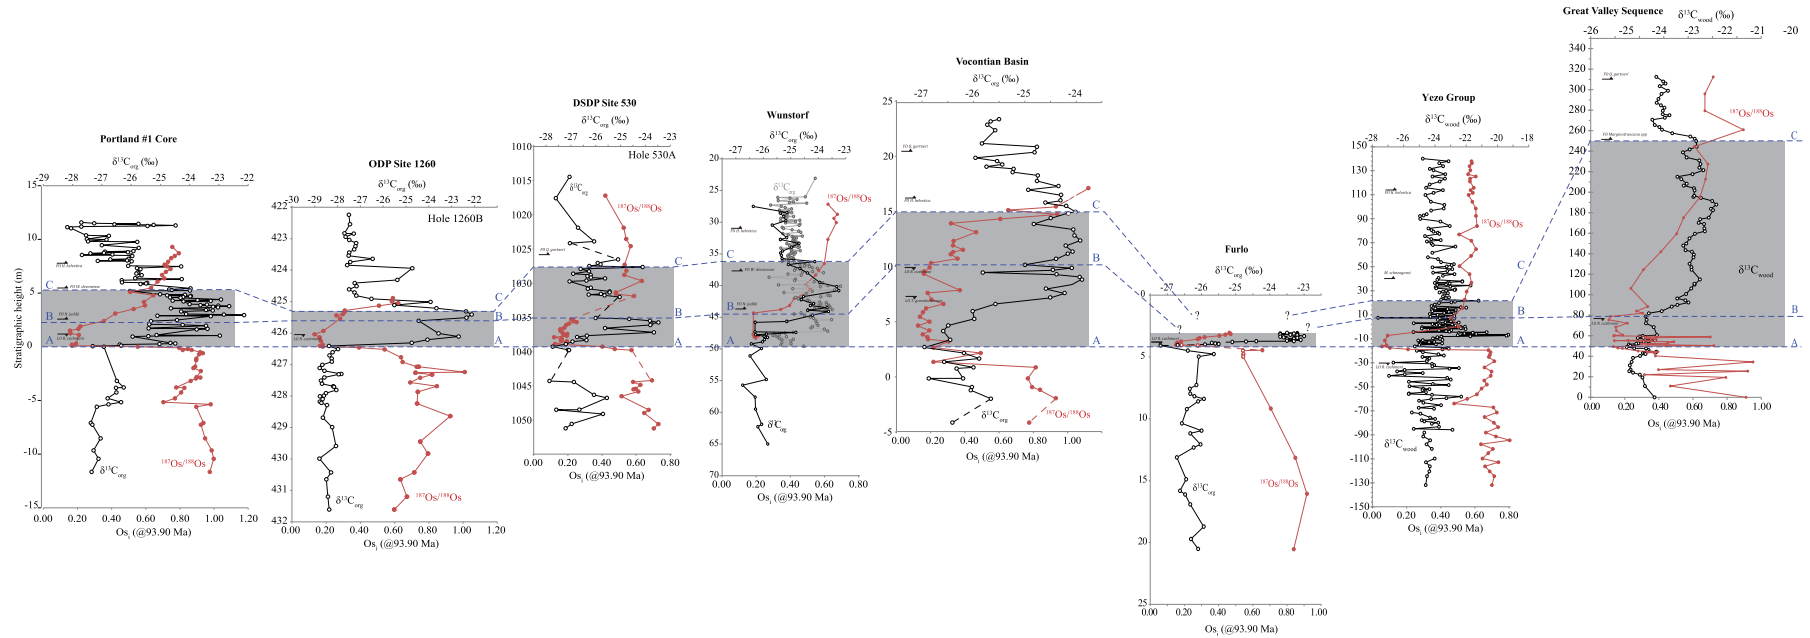 Portland #1 Core
δ¹³Corg (‰)
-29 -28 -27 -26 -25 -24 -23 -22
15
10
5
0
-5
-10
-15
Stratigraphic height (m)
C
B
A
FO H. helvetica
δ¹³Corg
¹⁸⁷Os/¹⁸⁸Os
0.00 0.20 0.40 0.60 0.80 1.00 1.20
Osi (@93.90 Ma)
ODP Site 1260
δ¹³Corg (‰)
-30 -29 -28 -27 -26 -25 -24 -23 -22 -21
Hole 1260B
422
423
424
425
426
427
428
429
430
431
432
C
B
A
δ¹³Corg
¹⁸⁷Os/¹⁸⁸Os
0.00 0.20 0.40 0.60 0.80 1.00 1.20
Osi (@93.90 Ma)
DSDP Site 530
δ¹³Corg (‰)
-28 -27 -26 -25 -24 -23 -22
Hole 530A
1010
1015
1020
1025
1030
1035
1040
1045
1050
δ¹³Corg
¹⁸⁷Os/¹⁸⁸Os
C
B
A
0.00 0.20 0.40 0.60 0.80
Osi (@93.90 Ma)
Wunstorf
δ¹³Corg (‰)
-27 -26 -25 -24 -23
20
25
30
35
40
45
50
55
60
65
70
δ¹³Corg
¹⁸⁷Os/¹⁸⁸Os
FO H. helvetica
C
B
A
δ¹³Corg
0.00 0.20 0.40 0.60 0.80
Osi (@93.90 Ma)
Vocontian Basin
δ¹³Corg (‰)
-27 -26 -25 -24
25
20
15
10
5
0
-5
FO H. helvetica
C
B
A
δ¹³Corg
¹⁸⁷Os/¹⁸⁸Os
0.00 0.20 0.40 0.60 0.80 1.00
Osi (@93.90 Ma)
Furlo
δ¹³Corg (‰)
-27 -26 -25 -24 -23
0
5
10
15
20
25
? ?
? ?
δ¹³Corg
¹⁸⁷Os/¹⁸⁸Os
0.00 0.20 0.40 0.60 0.80 1.00
Osi (@93.90 Ma)
Yezo Group
δ¹³Cwood (‰)
-28 -26 -24 -22 -20 -18
150
130
110
90
70
50
30
10
-10
-30
-50
-70
-90
-110
-130
-150
FO H. helvetica
¹⁸⁷Os/¹⁸⁸Os
C
B
A
δ¹³Cwood
0.00 0.20 0.40 0.60 0.80
Osi (@93.90 Ma)
Great Valley Sequence
δ¹³Cwood (‰)
-26 -25 -24 -23 -22 -21 -20
340
320
300
280
260
240
220
200
180
160
140
120
100
80
60
40
20
0
¹⁸⁷Os/¹⁸⁸Os
C
δ¹³Cwood
B
A
0.00 0.20 0.40 0.60 0.80 1.00
Osi (@93.90 Ma)